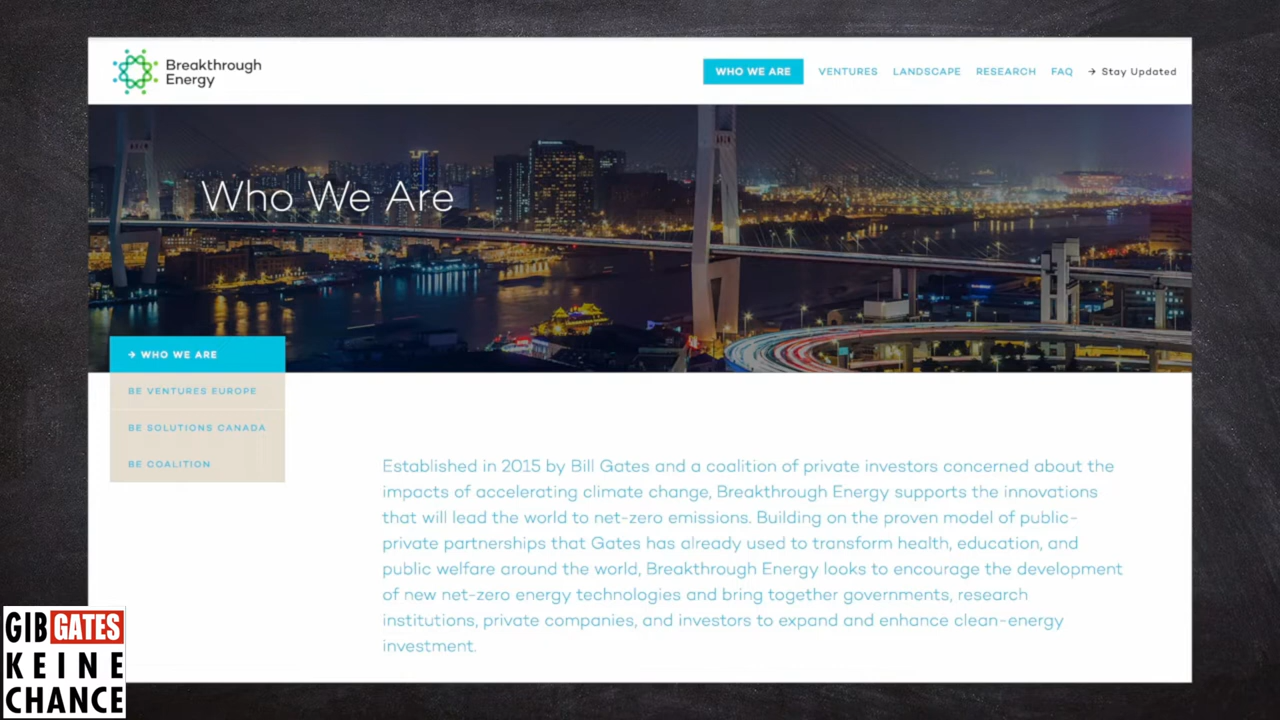 Breakthrough
Energy
WHO WE ARE
VENTURES
LANDSCAPE
RESEARCH
FAQ
→ Stay Updated
Who We Are
→ WHO WE ARE
BE VENTURES EUROPE
BE SOLUTIONS CANADA
BE COALITION
Established in 2015 by Bill Gates and a coalition of private investors concerned about the
impacts of accelerating climate change, Breakthrough Energy supports the innovations
that will lead the world to net-zero emissions. Building on the proven model of public-
private partnerships that Gates has already used to transform health, education, and
public welfare around the world, Breakthrough Energy looks to encourage the development
of new net-zero energy technologies and bring together governments, research
institutions, private companies, and investors to expand and enhance clean-energy
investment.
GIB GATES
KEINE
CHANCE